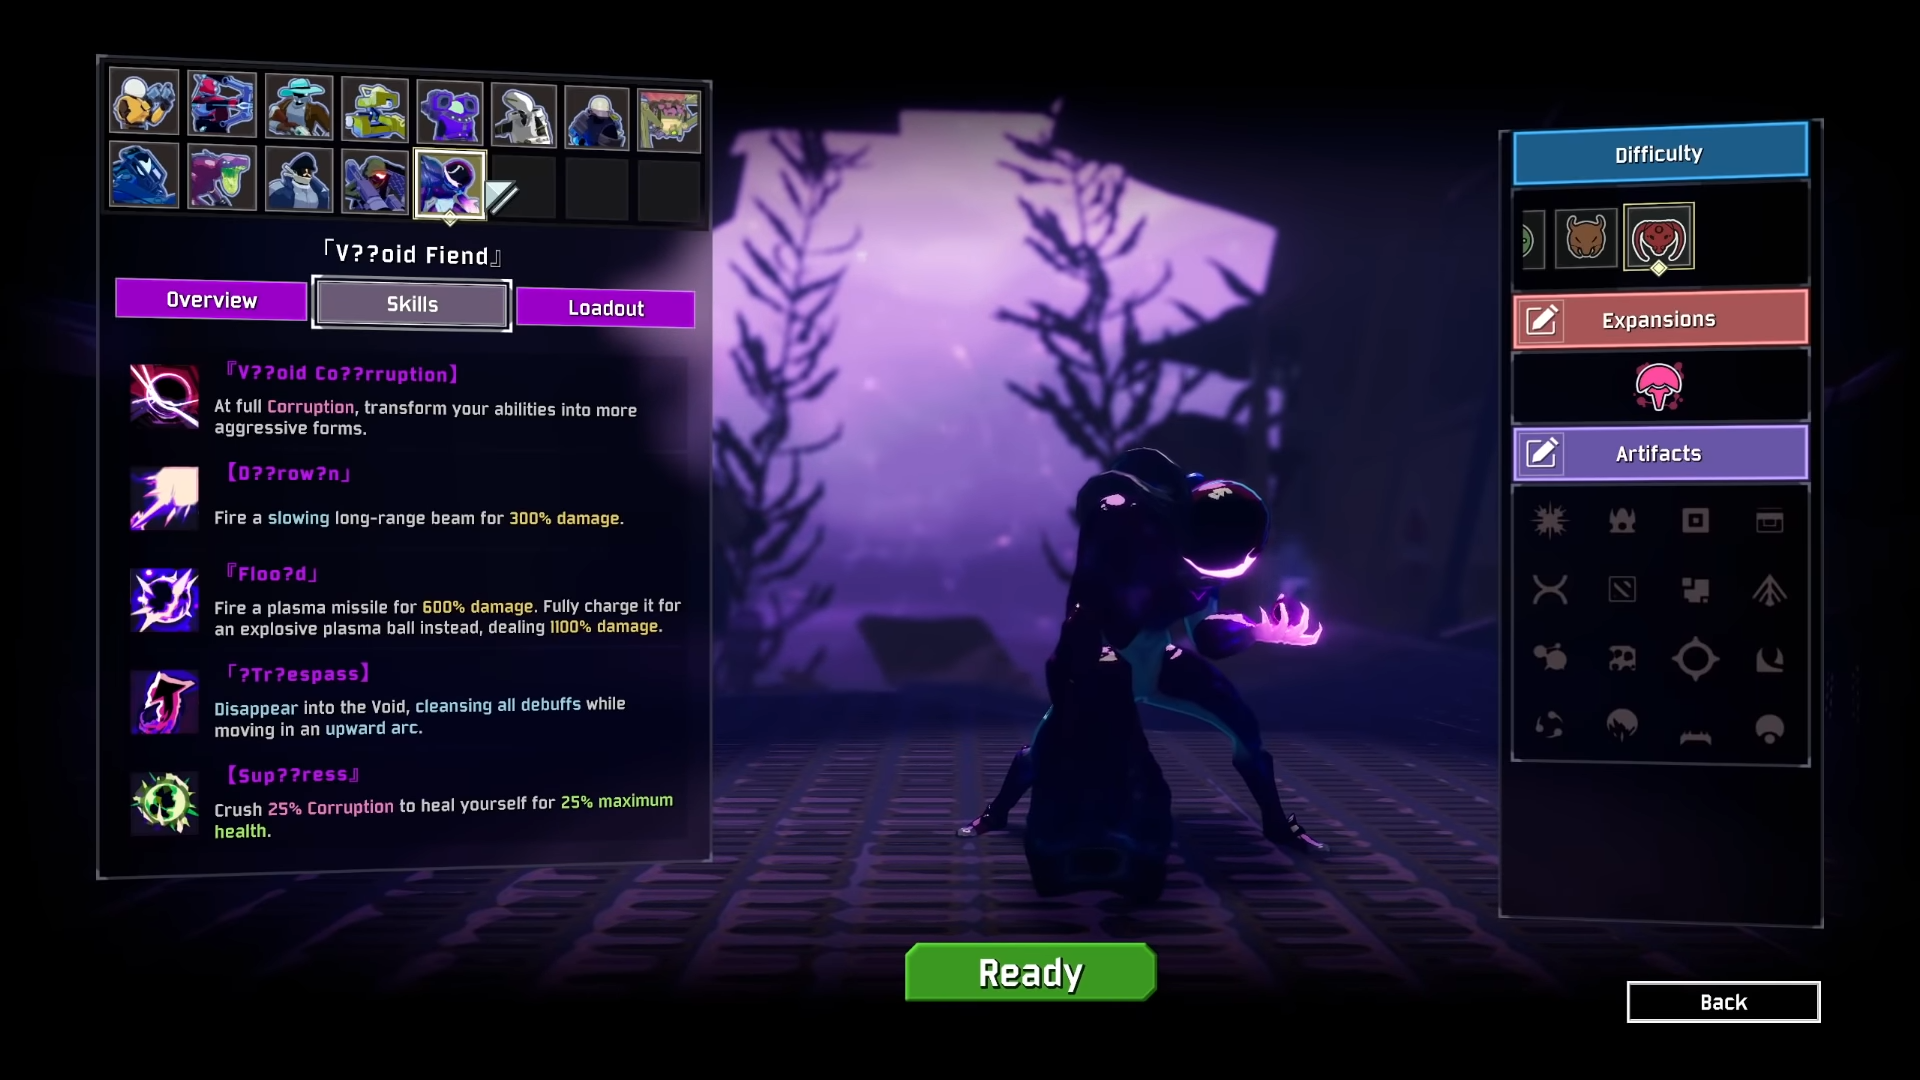 「V??oid Fiend』
Overview
Skills
Loadout
『V??oid Co??rruption】
At full Corruption, transform your abilities into more
aggressive forms.
【D??row?n」
Fire a slowing long-range beam for 300% damage.
『Floo?d」
Fire a plasma missile for 600% damage. Fully charge it for
an explosive plasma ball instead, dealing 1100% damage.
「?Tr?espass】
Disappear into the Void, cleansing all debuffs while
moving in an upward arc.
【Sup??ress』
Crush 25% Corruption to heal yourself for 25% maximum
health.
Difficulty
Expansions
Artifacts
Ready
Back